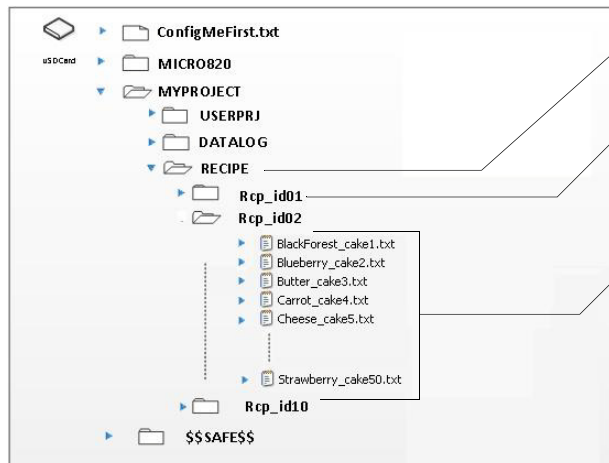 ConfigMeFirst.txt
uSDCard
MICRO820
MYPROJECT
USERPRJ
DATALOG
RECIPE
Rcp_id01
Rcp_id02
BlackForest_cake1.txt
Blueberry_cake2.txt
Butter_cake3.txt
Carrot_cake4.txt
Cheese_cake5.txt
Strawberry_cake50.txt
Rcp_id10
$$SAFE$$